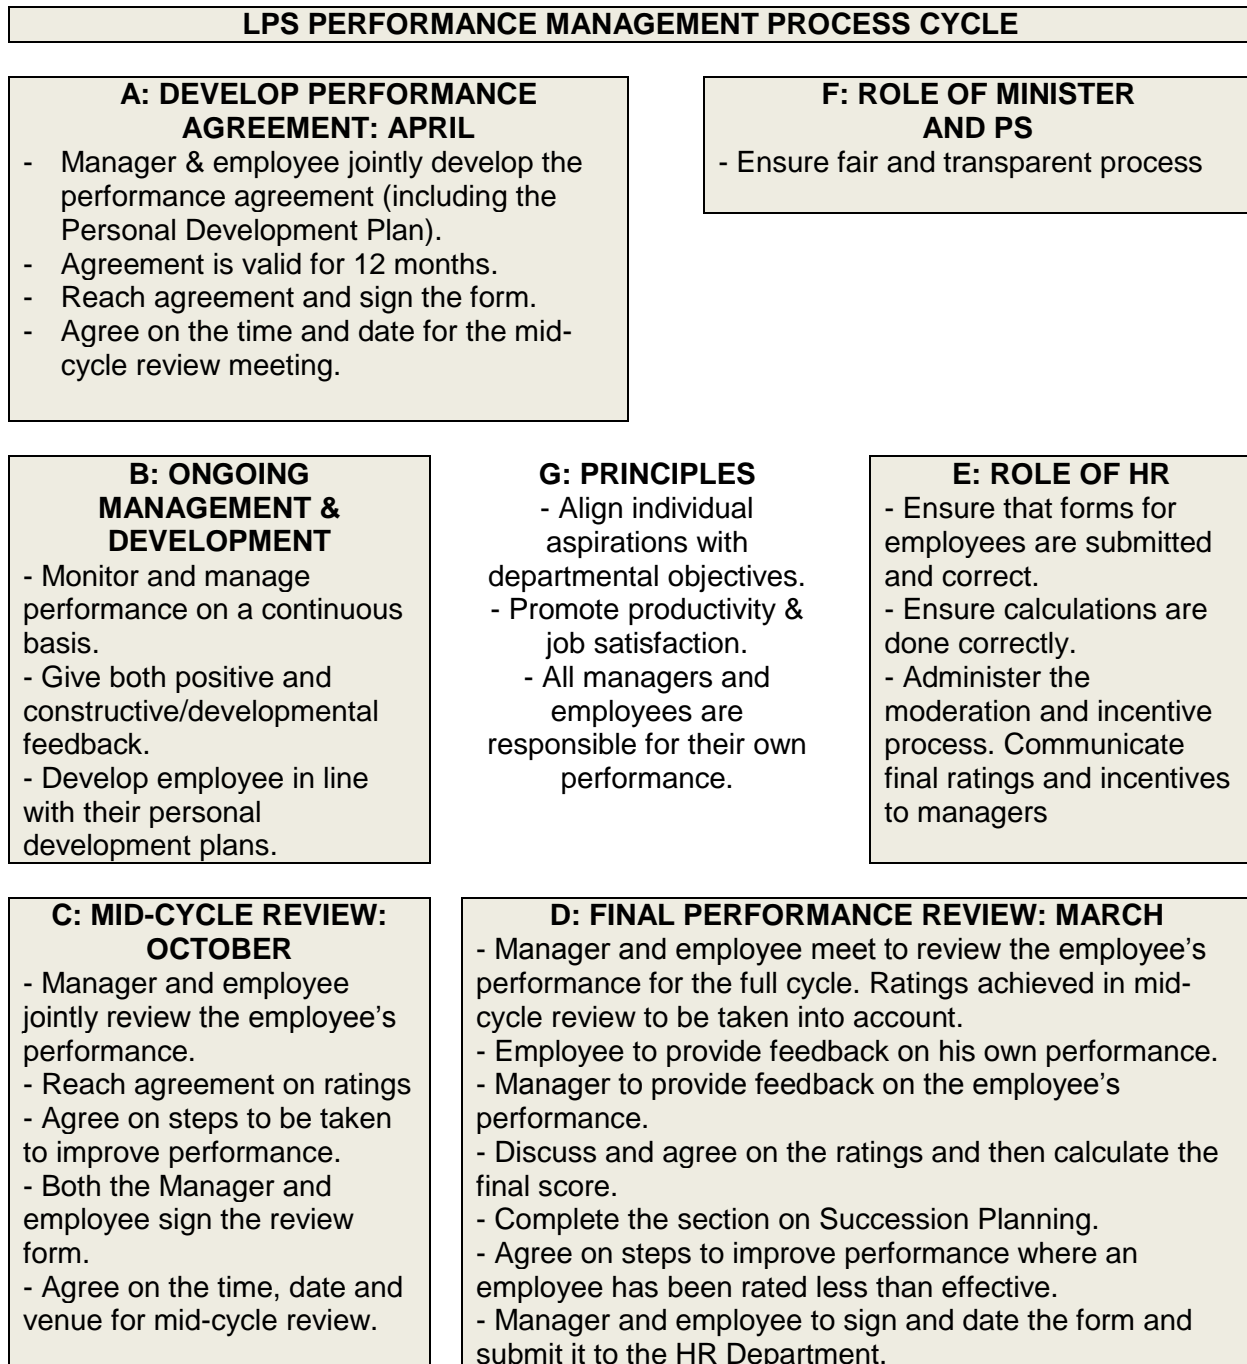 LPS PERFORMANCE MANAGEMENT PROCESS CYCLE
A: DEVELOP PERFORMANCE
AGREEMENT: APRIL
- Manager & employee jointly develop the
performance agreement (including the
Personal Development Plan).
- Agreement is valid for 12 months.
- Reach agreement and sign the form.
- Agree on the time and date for the mid-
cycle review meeting.
F: ROLE OF MINISTER
AND PS
- Ensure fair and transparent process
B: ONGOING
MANAGEMENT &
DEVELOPMENT
- Monitor and manage
performance on a continuous
basis.
- Give both positive and
constructive/developmental
feedback.
- Develop employee in line
with their personal
development plans.
G: PRINCIPLES
- Align individual
aspirations with
departmental objectives.
- Promote productivity &
job satisfaction.
- All managers and
employees are
responsible for their own
performance.
E: ROLE OF HR
- Ensure that forms for
employees are submitted
and correct.
- Ensure calculations are
done correctly.
- Administer the
moderation and incentive
process. Communicate
final ratings and incentives
to managers
C: MID-CYCLE REVIEW:
OCTOBER
- Manager and employee
jointly review the employee's
performance.
- Reach agreement on ratings
- Agree on steps to be taken
to improve performance.
- Both the Manager and
employee sign the review
form.
- Agree on the time, date and
venue for mid-cycle review.
D: FINAL PERFORMANCE REVIEW: MARCH
- Manager and employee meet to review the employee's
performance for the full cycle. Ratings achieved in mid-
cycle review to be taken into account.
- Employee to provide feedback on his own performance.
- Manager to provide feedback on the employee's
performance.
- Discuss and agree on the ratings and then calculate the
final score.
- Complete the section on Succession Planning.
- Agree on steps to improve performance where an
employee has been rated less than effective.
- Manager and employee to sign and date the form and
submit it to the HR Department.